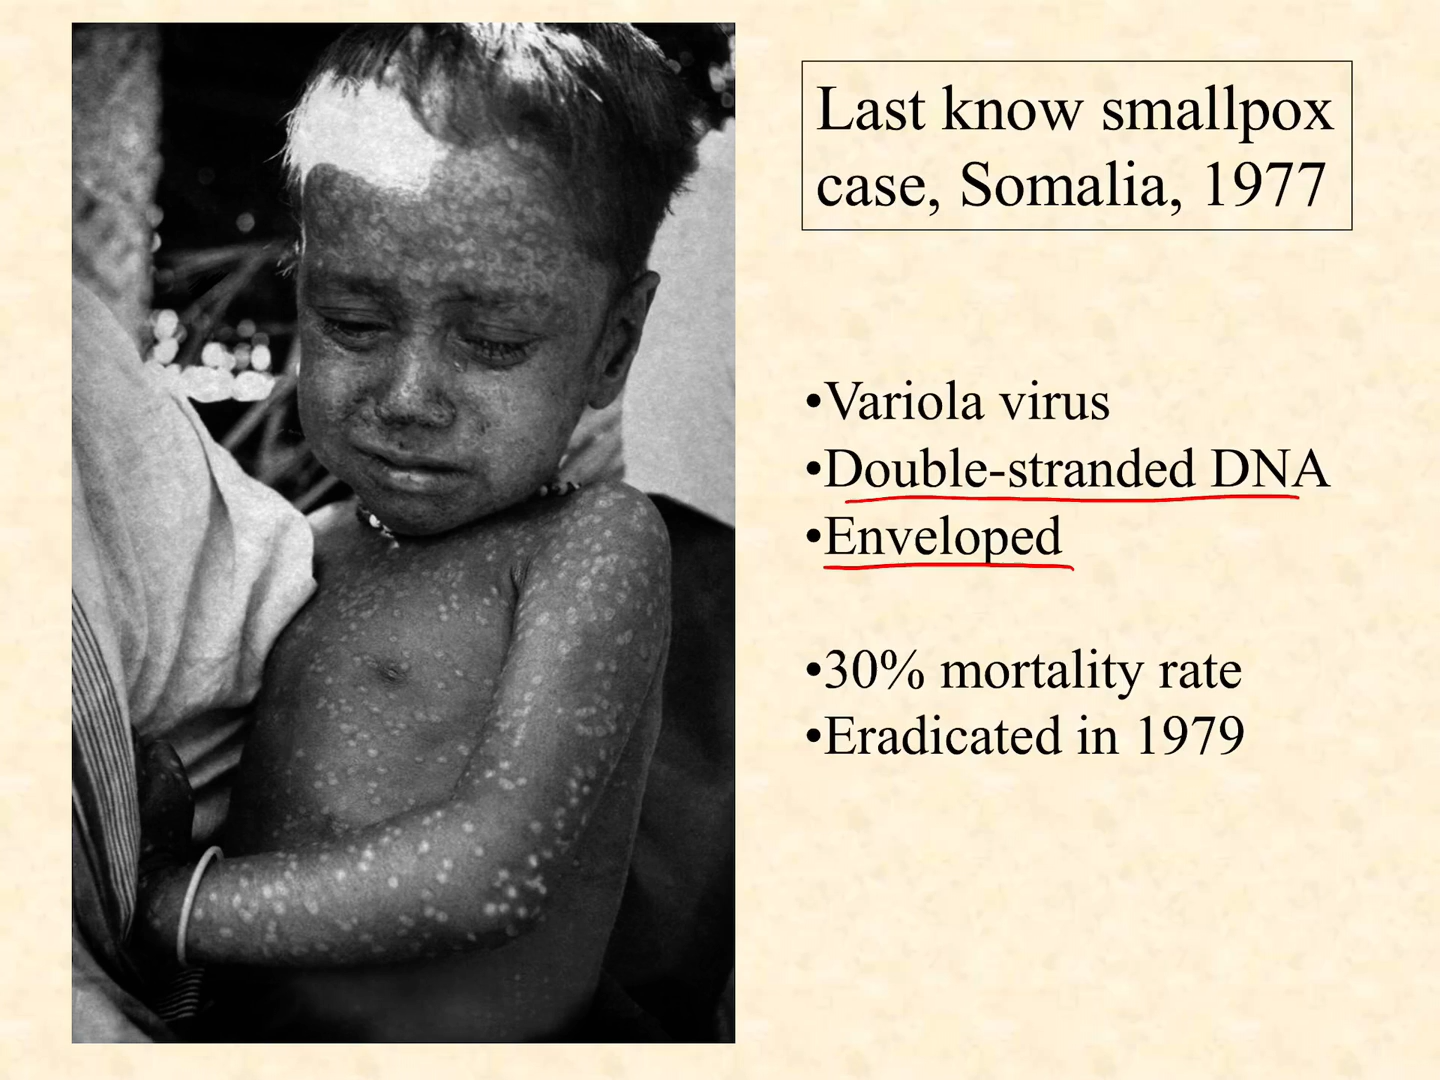 Last know smallpox
case, Somalia, 1977
•Variola virus
•Double-stranded DNA
•Enveloped
•30% mortality rate
•Eradicated in 1979